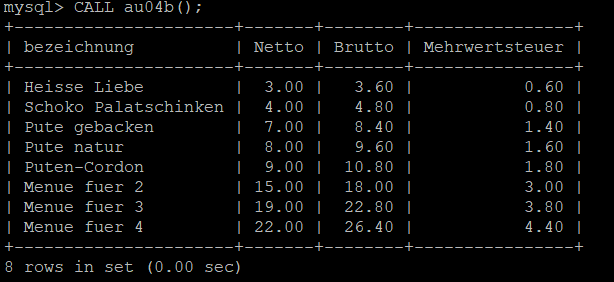 mysql> CALL au04b();
+----------------------+-------+--------+----------------+
| bezeichnung          | Netto | Brutto | Mehrwertsteuer |
+----------------------+-------+--------+----------------+
| Heisse Liebe         |  3.00 |   3.60 |           0.60 |
| Schoko Palatschinken |  4.00 |   4.80 |           0.80 |
| Pute gebacken        |  7.00 |   8.40 |           1.40 |
| Pute natur           |  8.00 |   9.60 |           1.60 |
| Puten-Cordon         |  9.00 |  10.80 |           1.80 |
| Menue fuer 2         | 15.00 |  18.00 |           3.00 |
| Menue fuer 3         | 19.00 |  22.80 |           3.80 |
| Menue fuer 4         | 22.00 |  26.40 |           4.40 |
+----------------------+-------+--------+----------------+
8 rows in set (0.00 sec)